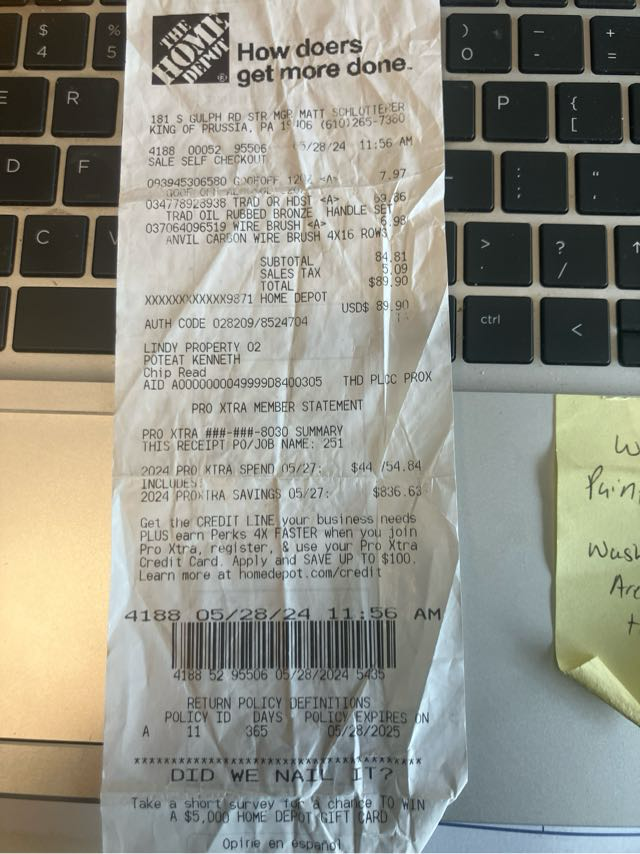 THE HOME DEPOT
How doers
get more done.
181 S GULPH RD STR MGR MATT SCHLOTTERER
KING OF PRUSSIA, PA 19406 (610)265-7380
4188 00052 95506 05/28/24 11:56 AM
SALE SELF CHECKOUT
093945306580 GOOFOFF 12OZ <A> 7.97
034778928938 TRAD OR HDST <A> 69.86
TRAD OIL RUBBED BRONZE HANDLE SET
037064096519 WIRE BRUSH <A> 6.98
ANVIL CARBON WIRE BRUSH 4X16 ROWS
SUBTOTAL 84.81
SALES TAX 5.09
TOTAL $89.90
XXXXXXXXXXXX9871 HOME DEPOT
USD$ 89.90
AUTH CODE 028209/8524704
LINDY PROPERTY 02
POTEAT KENNETH
Chip Read
AID A0000000049999D8400305 THD PLCC PROX
PRO XTRA MEMBER STATEMENT
PRO XTRA ###-###-8030 SUMMARY
THIS RECEIPT PO/JOB NAME: 251
2024 PRO XTRA SPEND 05/27: $44,754.84
INCLUDES:
2024 PROXTRA SAVINGS 05/27: $836.63
Get the CREDIT LINE your business needs
PLUS earn Perks 4X FASTER when you join
Pro Xtra, register, & use your Pro Xtra
Credit Card. Apply and SAVE UP TO $100.
Learn more at homedepot.com/credit
4188 05/28/24 11:56 AM
4188 52 95506 05/28/2024 5435
RETURN POLICY DEFINITIONS
POLICY ID DAYS POLICY EXPIRES ON
A 11 365 05/28/2025
DID WE NAIL IT?
Take a short survey for a chance TO WIN
A $5,000 HOME DEPOT GIFT CARD
Opine en español
$ 4
% 5
) 0
-
+ =
E
R
P
{ [
D
F
:
C
V
>
? /
ctrl
<
Wash